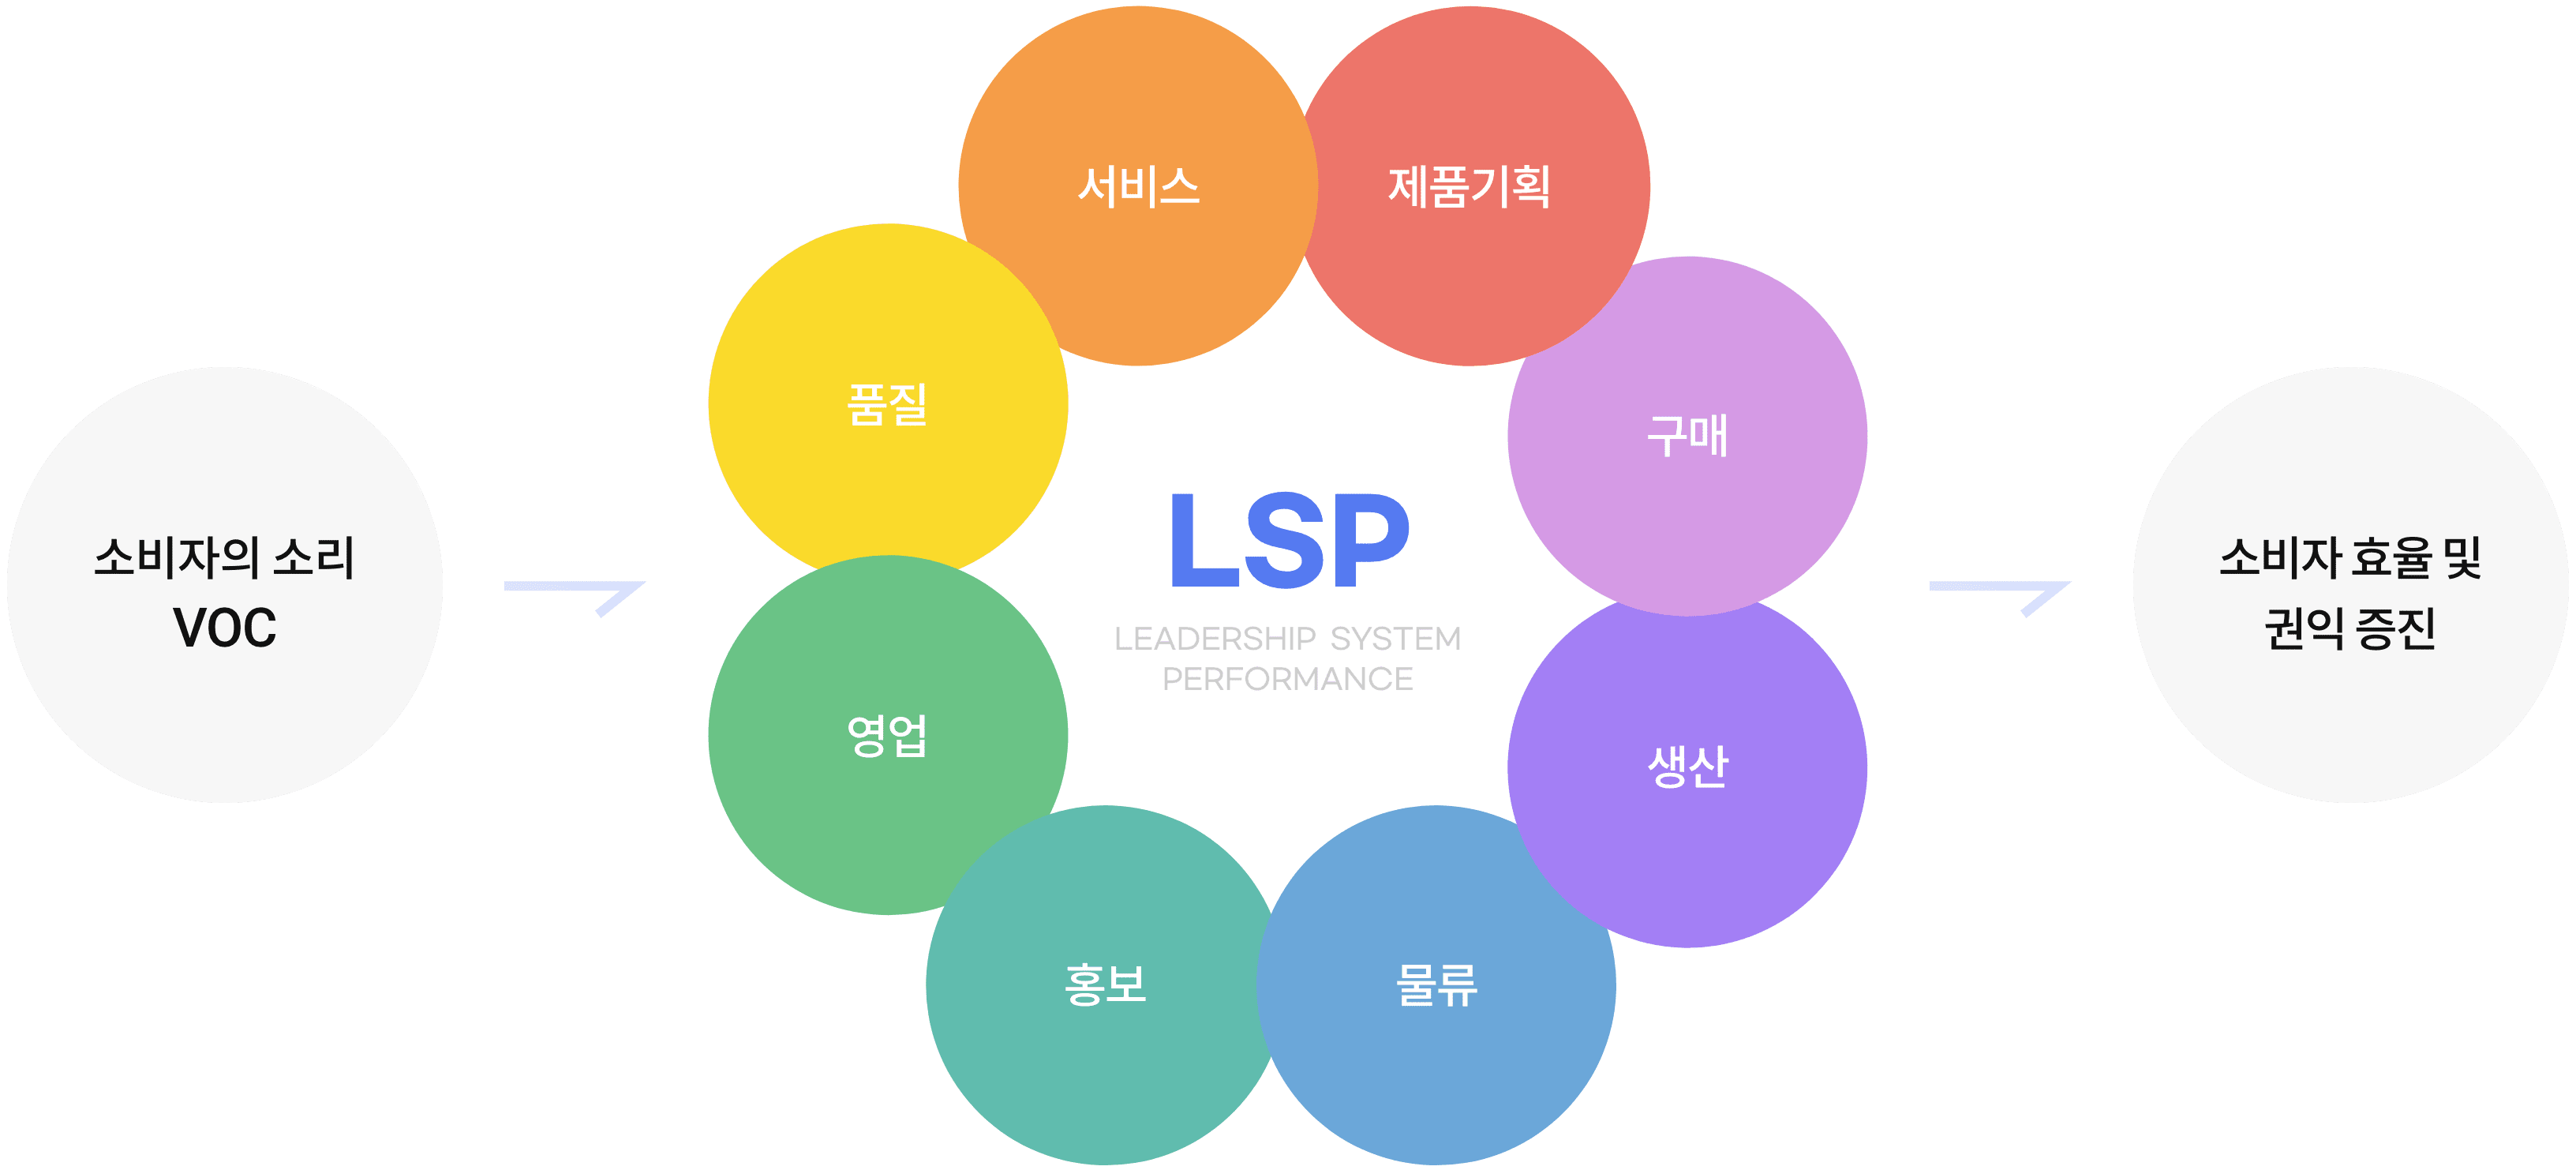 서비스
제품기획
품질
구매
소비자의 소리
VOC
LSP
LEADERSHIP SYSTEM
PERFORMANCE
소비자 효율 및
권익 증진
영업
생산
홍보
물류